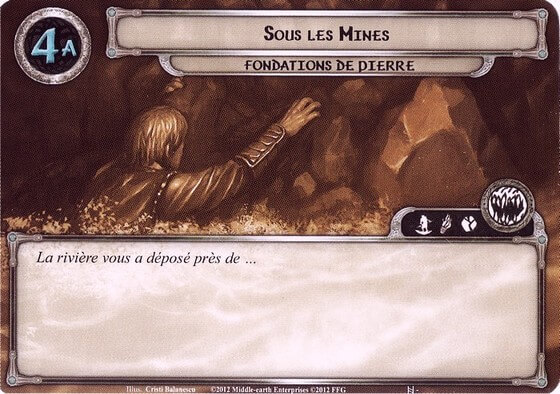 4A
Sous les Mines
FONDATIONS DE PIERRE
La rivière vous a déposé près de ...
Illus. Cristi Balanescu ©2012 Middle-earth Enterprises ©2012 FFG